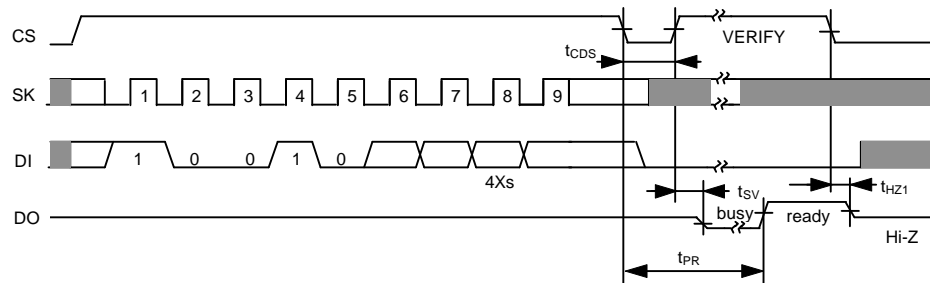 CS
VERIFY
tCDS
SK
1 2 3 4 5 6 7 8 9
DI
1 0 0 1 0
4Xs
tSV
tHZ1
DO
busy
ready
Hi-Z
tPR